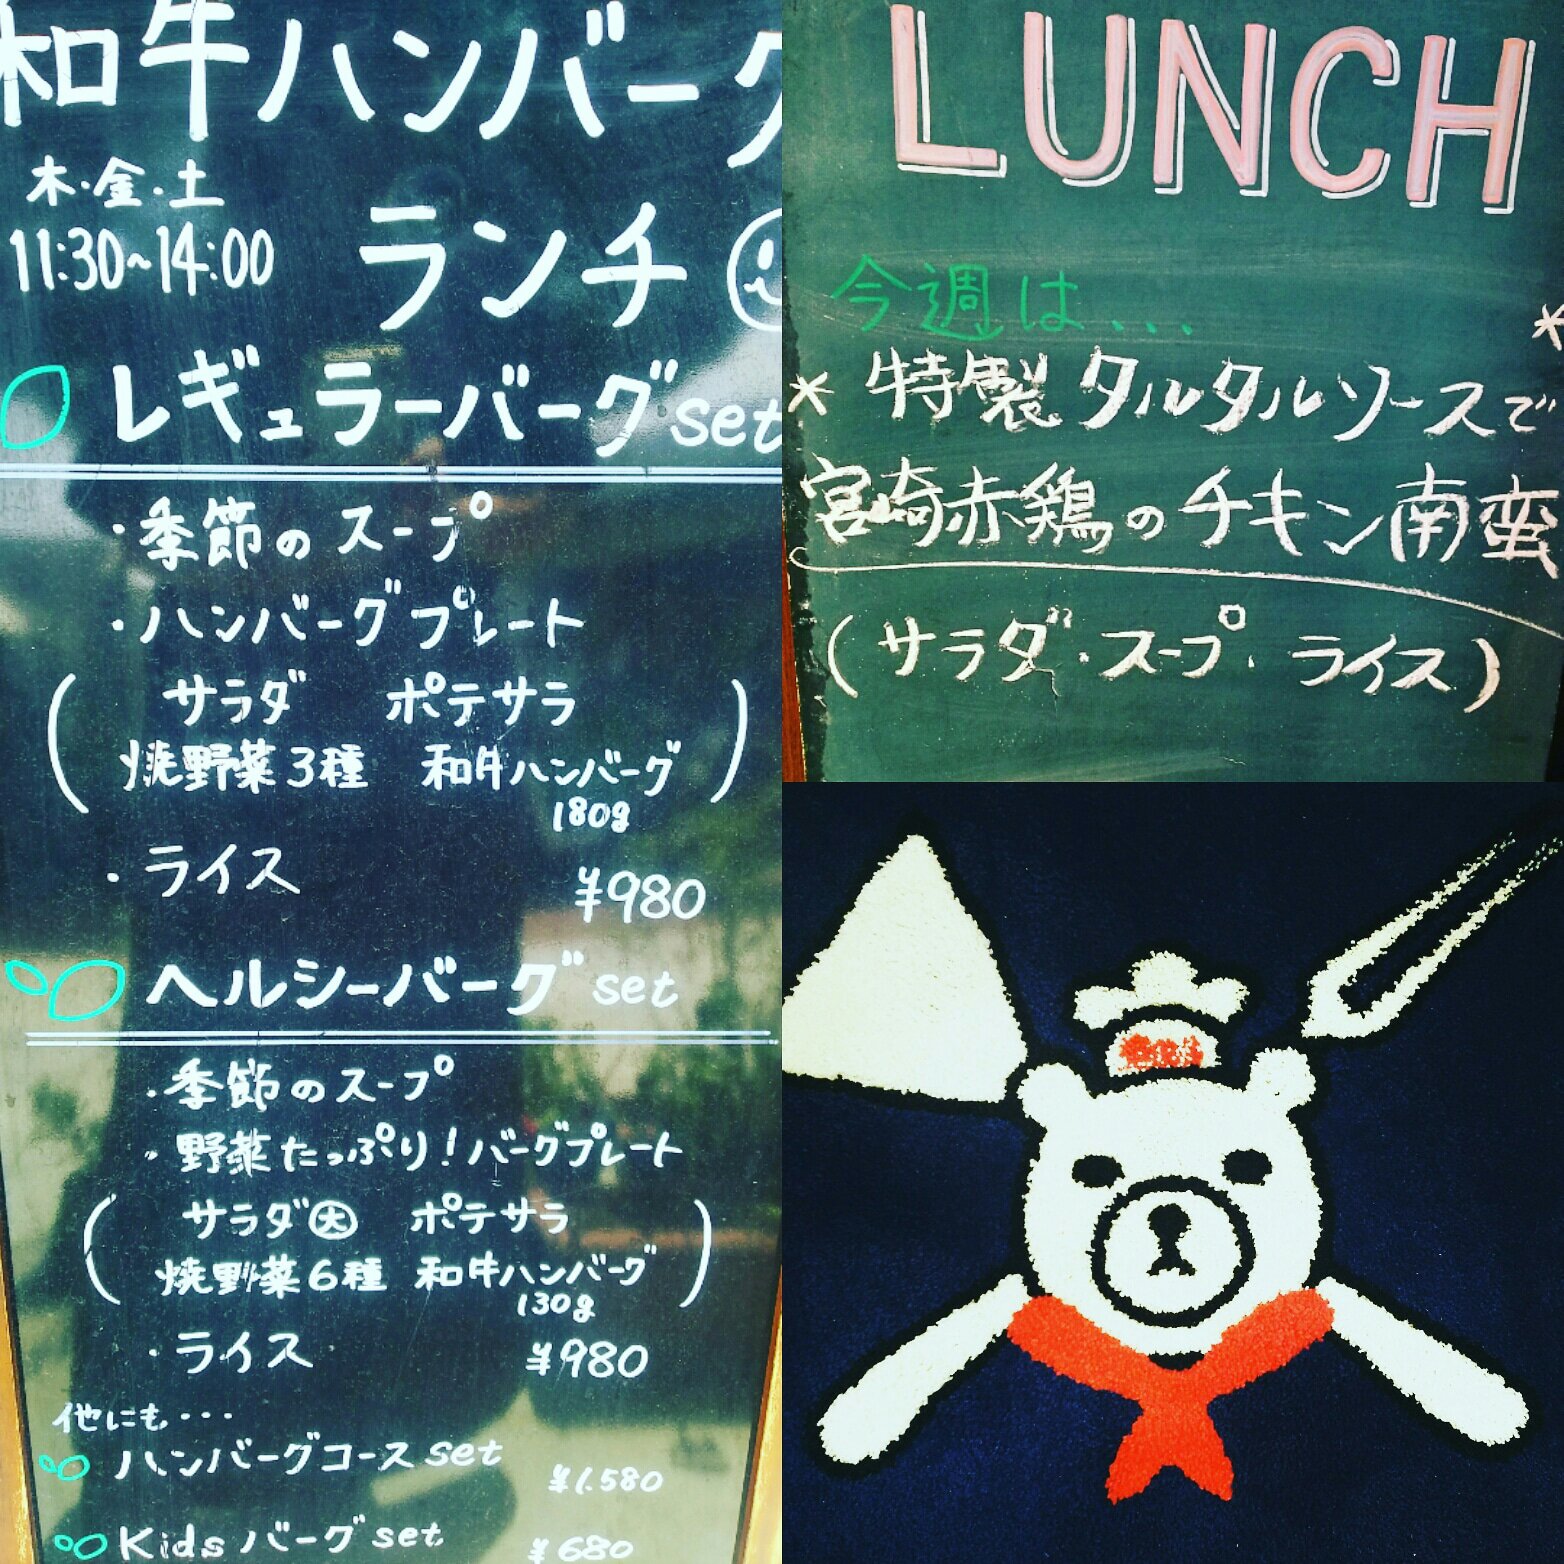 和牛ハンバーグ
木・金・土
11:30~14:00
ランチ
レギュラーバーグset
・季節のスープ
・ハンバーグプレート
(サラダ ポテサラ
焼野菜3種 和牛ハンバーグ)
180g
・ライス
¥980
ヘルシーバーグset
・季節のスープ
・野菜たっぷり!バーグプレート
(サラダ大 ポテサラ
焼野菜6種 和牛ハンバーグ)
130g
・ライス
¥980
他にも・・・
ハンバーグコースset
¥1.580
Kidsバーグset
¥680
LUNCH
今週は...
*特製タルタルソースで*
宮崎赤鶏のチキン南蛮
(サラダ・スープ・ライス)